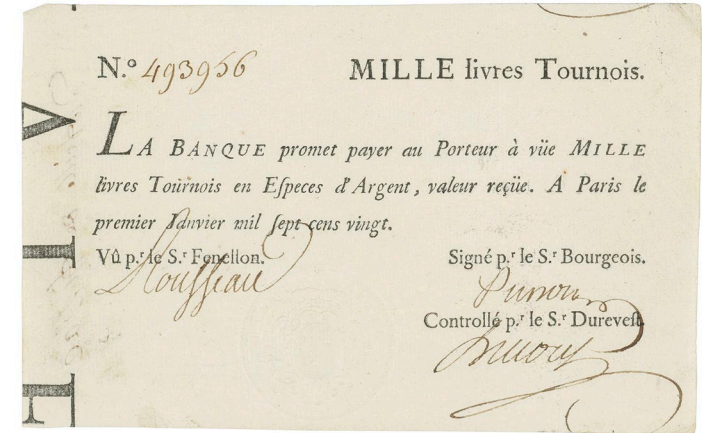 N.º 493956 MILLE livres Tournois.
LA BANQUE promet payer au Porteur à vüe MILLE
livres Tournois en Eſpeces d'Argent, valeur reçüe. A Paris le
premier Janvier mil ſept cens vingt.
Vû p.r le S.r Fenellon. Signé p.r le S.r Bourgeois.
Controllé p.r le S.r Dureveſt.